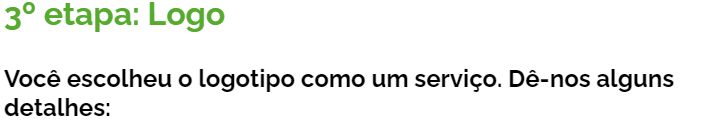 3º etapa: Logo
Você escolheu o logotipo como um serviço. Dê-nos alguns
detalhes: